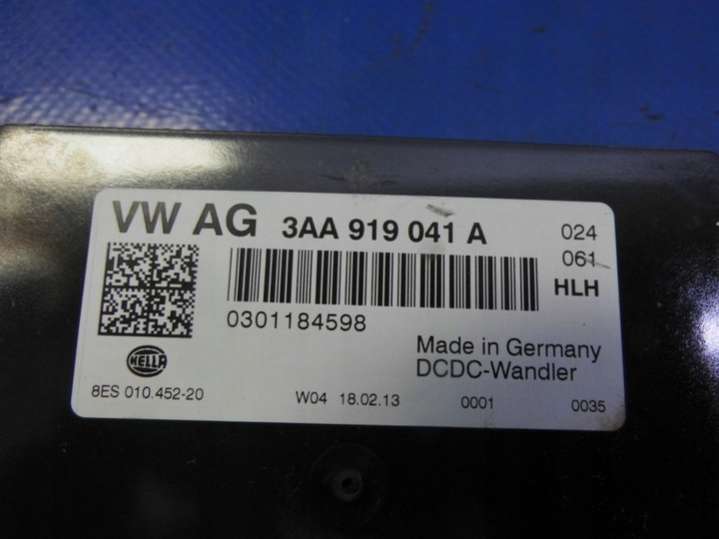 VW AG 3AA 919 041 A 024
061
HLH
0301184598
Made in Germany
DCDC-Wandler
HELLA
8ES 010.452-20 W04 18.02.13 0001 0035